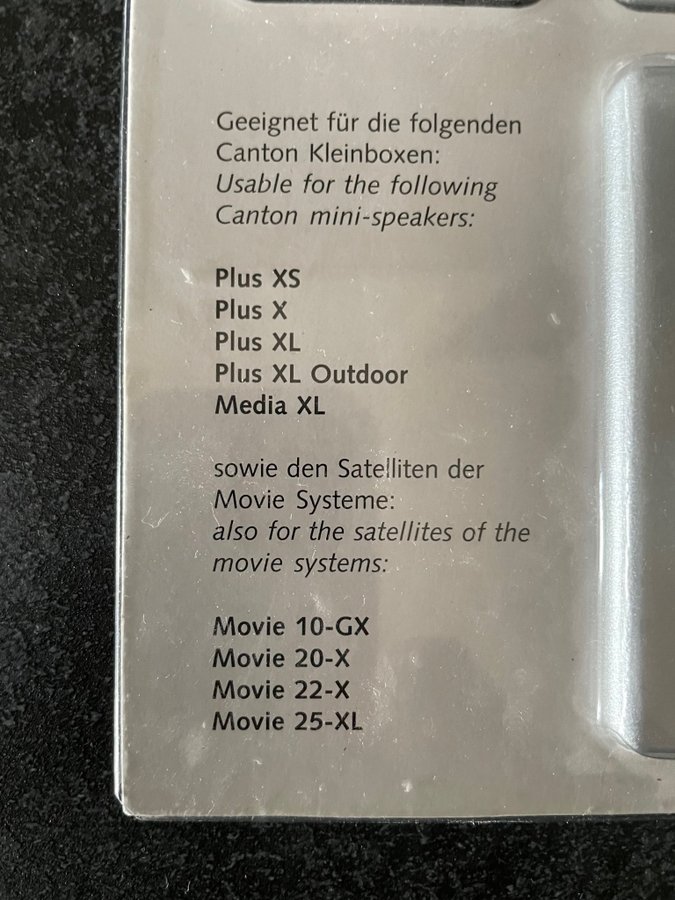 Geeignet für die folgenden
Canton Kleinboxen:
Usable for the following
Canton mini-speakers:
Plus XS
Plus X
Plus XL
Plus XL Outdoor
Media XL
sowie den Satelliten der
Movie Systeme:
also for the satellites of the
movie systems:
Movie 10-GX
Movie 20-X
Movie 22-X
Movie 25-XL